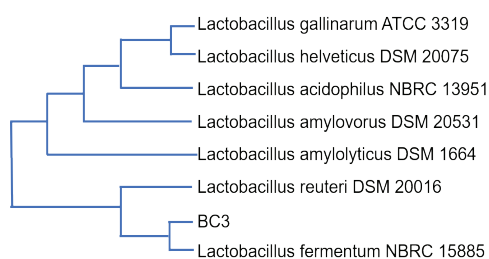 Lactobacillus gallinarum ATCC 3319
Lactobacillus helveticus DSM 20075
Lactobacillus acidophilus NBRC 13951
Lactobacillus amylovorus DSM 20531
Lactobacillus amylolyticus DSM 1664
Lactobacillus reuteri DSM 20016
BC3
Lactobacillus fermentum NBRC 15885